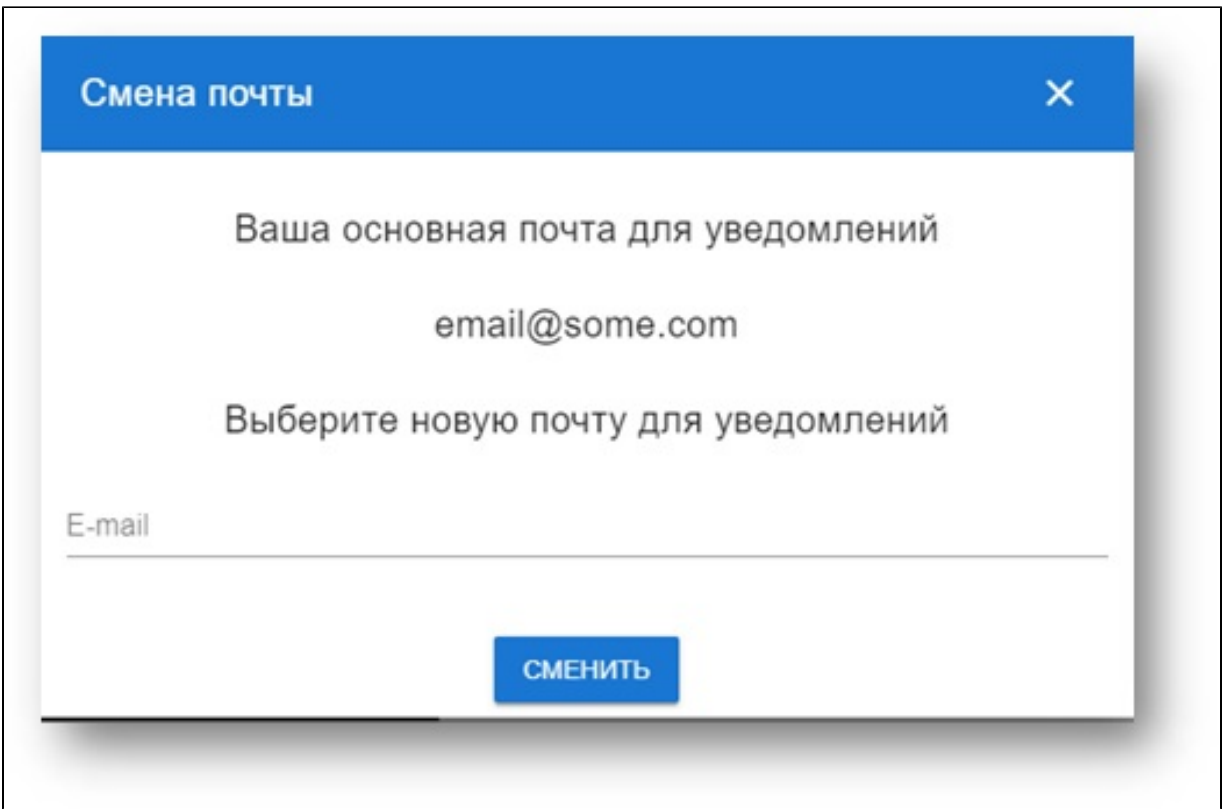 Смена почты
Ваша основная почта для уведомлений
email@some.com
Выберите новую почту для уведомлений
E-mail
СМЕНИТЬ